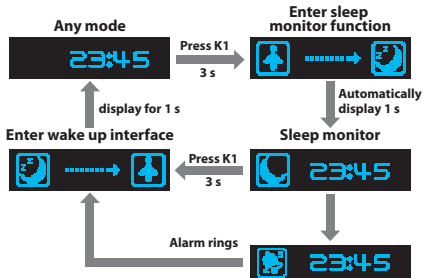 Any mode
Enter sleep
monitor function
23:45
Press K1
3 s
Automatically
display 1 s
display for 1 s
Enter wake up interface
Sleep monitor
Press K1
3 s
23:45
Alarm rings
23:45